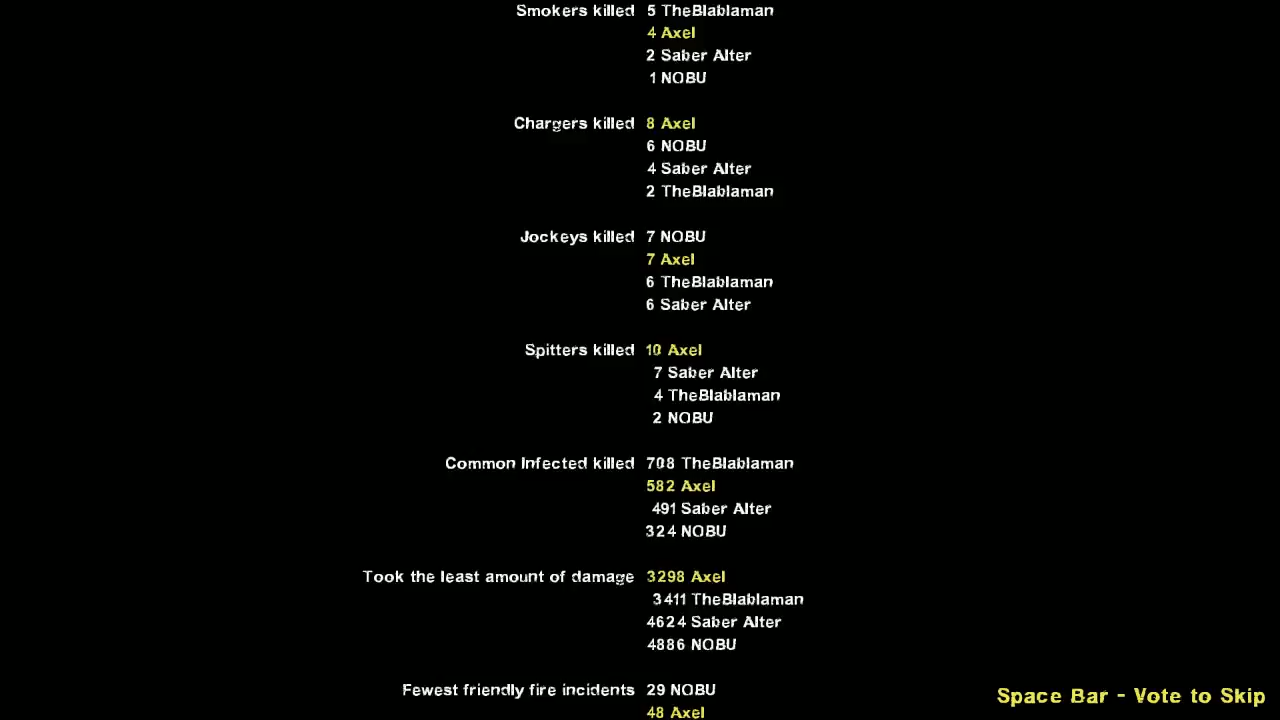 Smokers killed 5 TheBlablaman
4 Axel
2 Saber Alter
1 NOBU
Chargers killed 8 Axel
6 NOBU
4 Saber Alter
2 TheBlablaman
Jockeys killed 7 NOBU
7 Axel
6 TheBlablaman
6 Saber Alter
Spitters killed 10 Axel
7 Saber Alter
4 TheBlablaman
2 NOBU
Common Infected killed 708 TheBlablaman
582 Axel
491 Saber Alter
324 NOBU
Took the least amount of damage 3298 Axel
3411 TheBlablaman
4624 Saber Alter
4886 NOBU
Fewest friendly fire incidents 29 NOBU
48 Axel
Space Bar - Vote to Skip